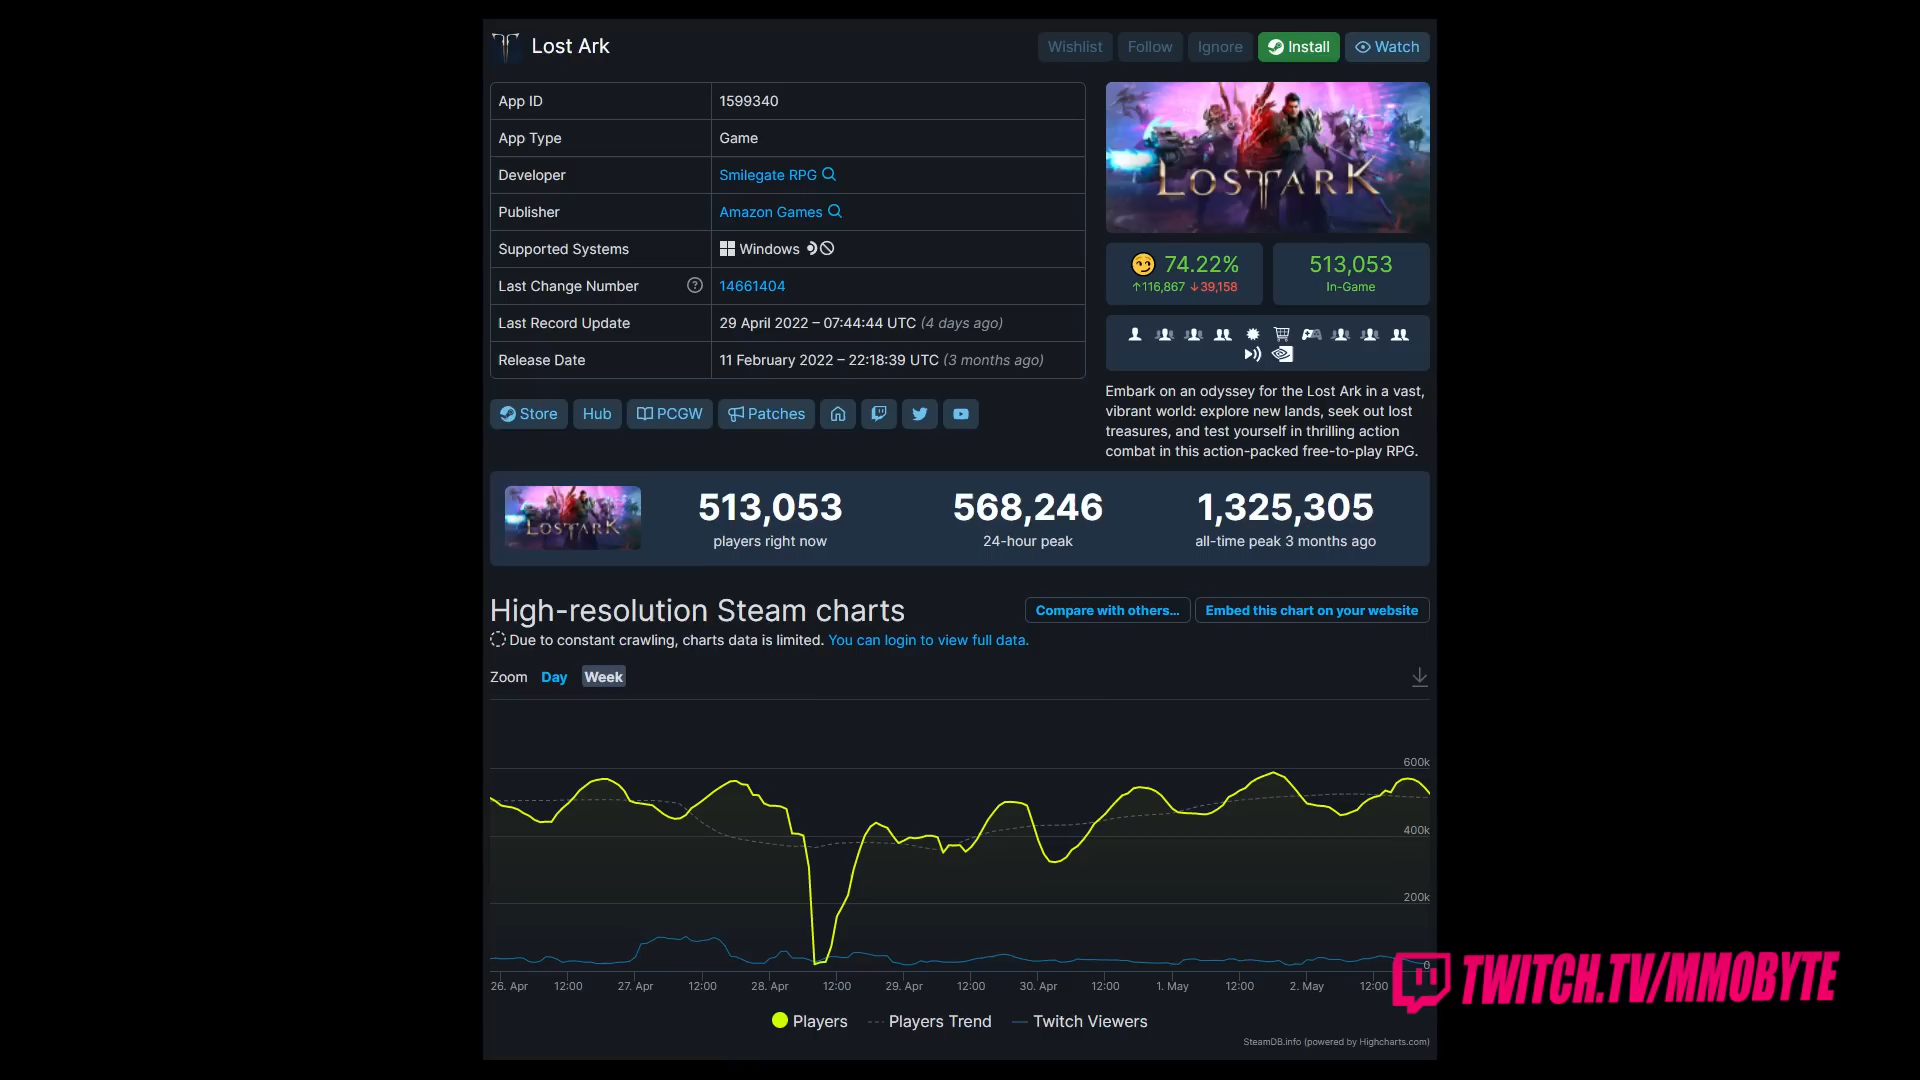 Lost Ark
Wishlist Follow Ignore Install Watch
App ID 1599340
App Type Game
Developer Smilegate RPG
Publisher Amazon Games
Supported Systems Windows
Last Change Number ? 14661404
Last Record Update 29 April 2022 – 07:44:44 UTC (4 days ago)
Release Date 11 February 2022 – 22:18:39 UTC (3 months ago)
Store Hub PCGW Patches
LOST ARK
74.22% 
↑116,867 ↓39,158
513,053
In-Game
Embark on an odyssey for the Lost Ark in a vast,
vibrant world: explore new lands, seek out lost
treasures, and test yourself in thrilling action
combat in this action-packed free-to-play RPG.
LOST ARK
513,053 568,246 1,325,305
players right now 24-hour peak all-time peak 3 months ago
High-resolution Steam charts
Compare with others... Embed this chart on your website
Due to constant crawling, charts data is limited. You can login to view full data.
Zoom Day Week
600k
400k
200k
0
26. Apr 12:00 27. Apr 12:00 28. Apr 12:00 29. Apr 12:00 30. Apr 12:00 1. May 12:00 2. May 12:00
Players Players Trend Twitch Viewers
SteamDB.info (powered by Highcharts.com)
TWITCH.TV/MMOBYTE